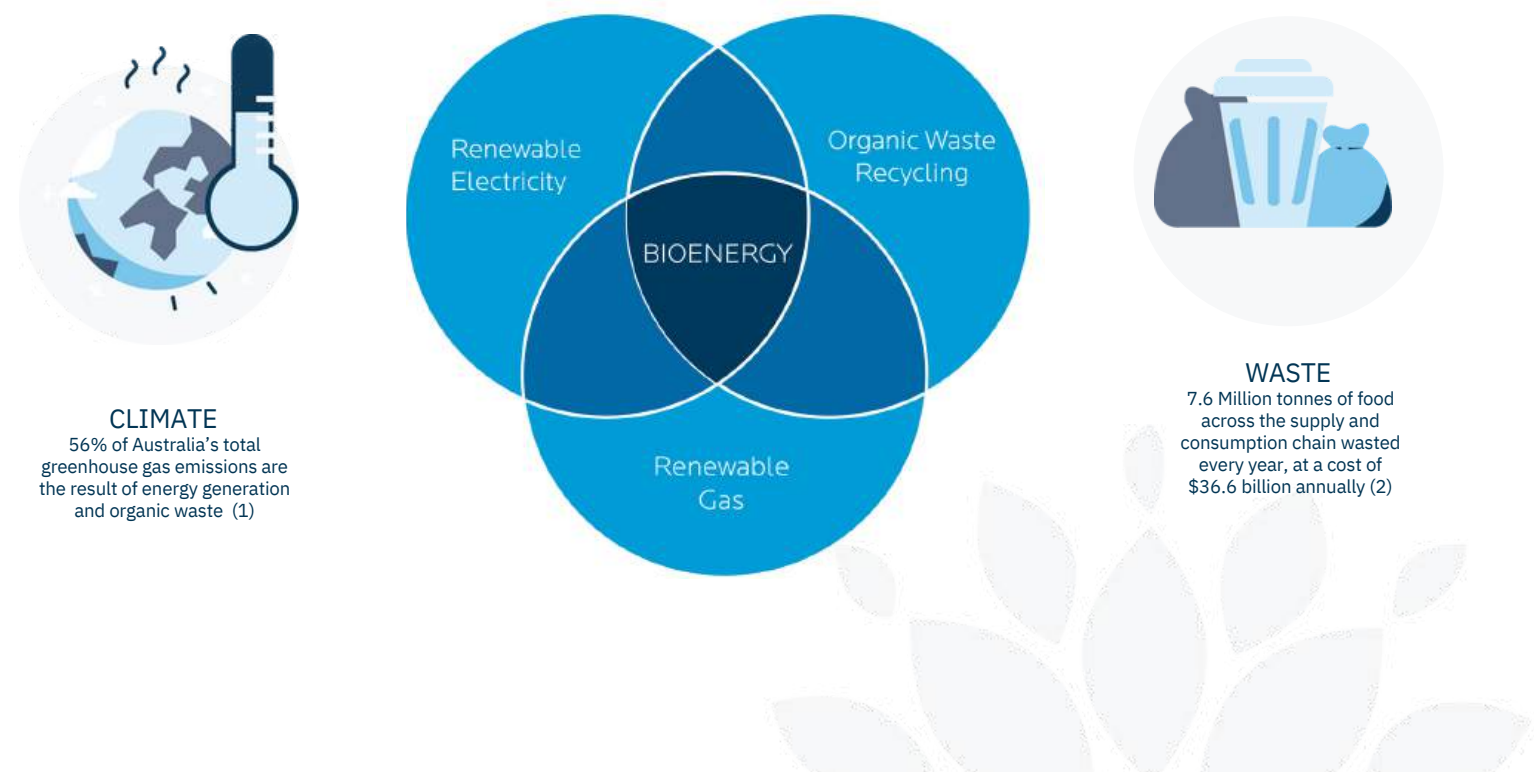 Renewable
Electricity
Organic Waste
Recycling
BIOENERGY
Renewable
Gas
CLIMATE
56% of Australia’s total
greenhouse gas emissions are
the result of energy generation
and organic waste (1)
WASTE
7.6 Million tonnes of food
across the supply and
consumption chain wasted
every year, at a cost of
$36.6 billion annually (2)